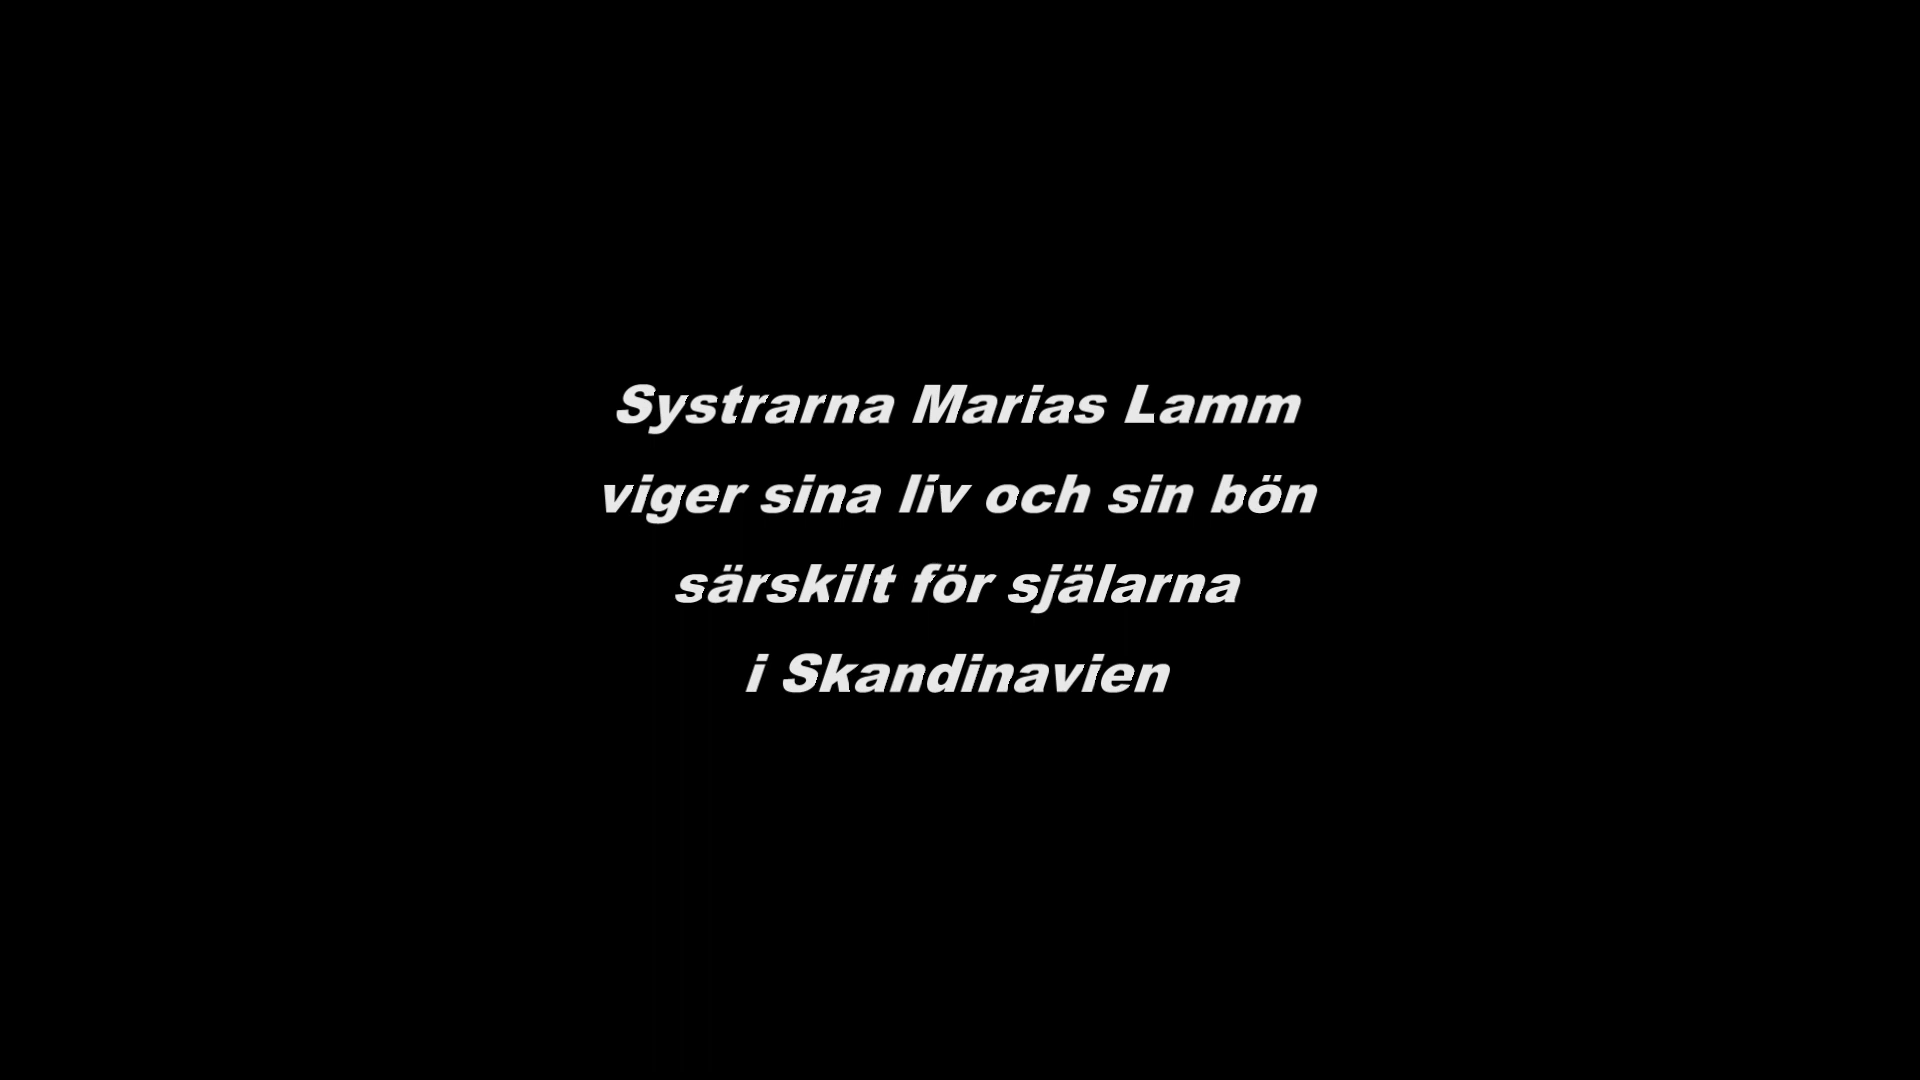 Systrarna Marias Lamm
viger sina liv och sin bön
särskilt för själarna
i Skandinavien